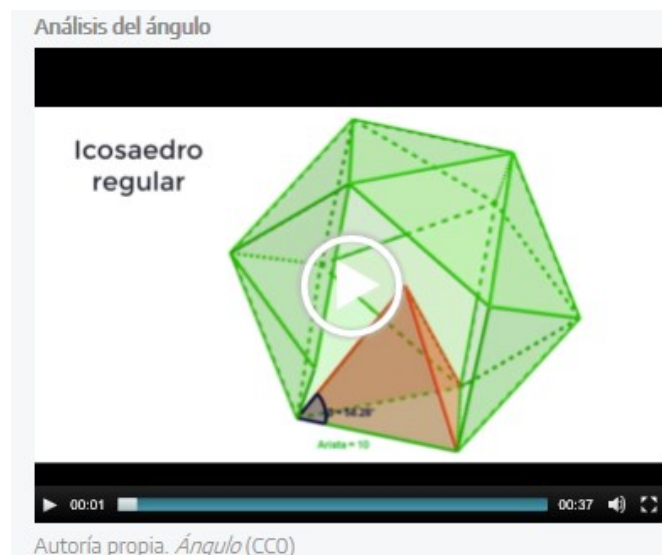 Análisis del ángulo
Icosaedro
regular
Arista = 10
00:01
00:37
Autoría propia. Ángulo (CC0)